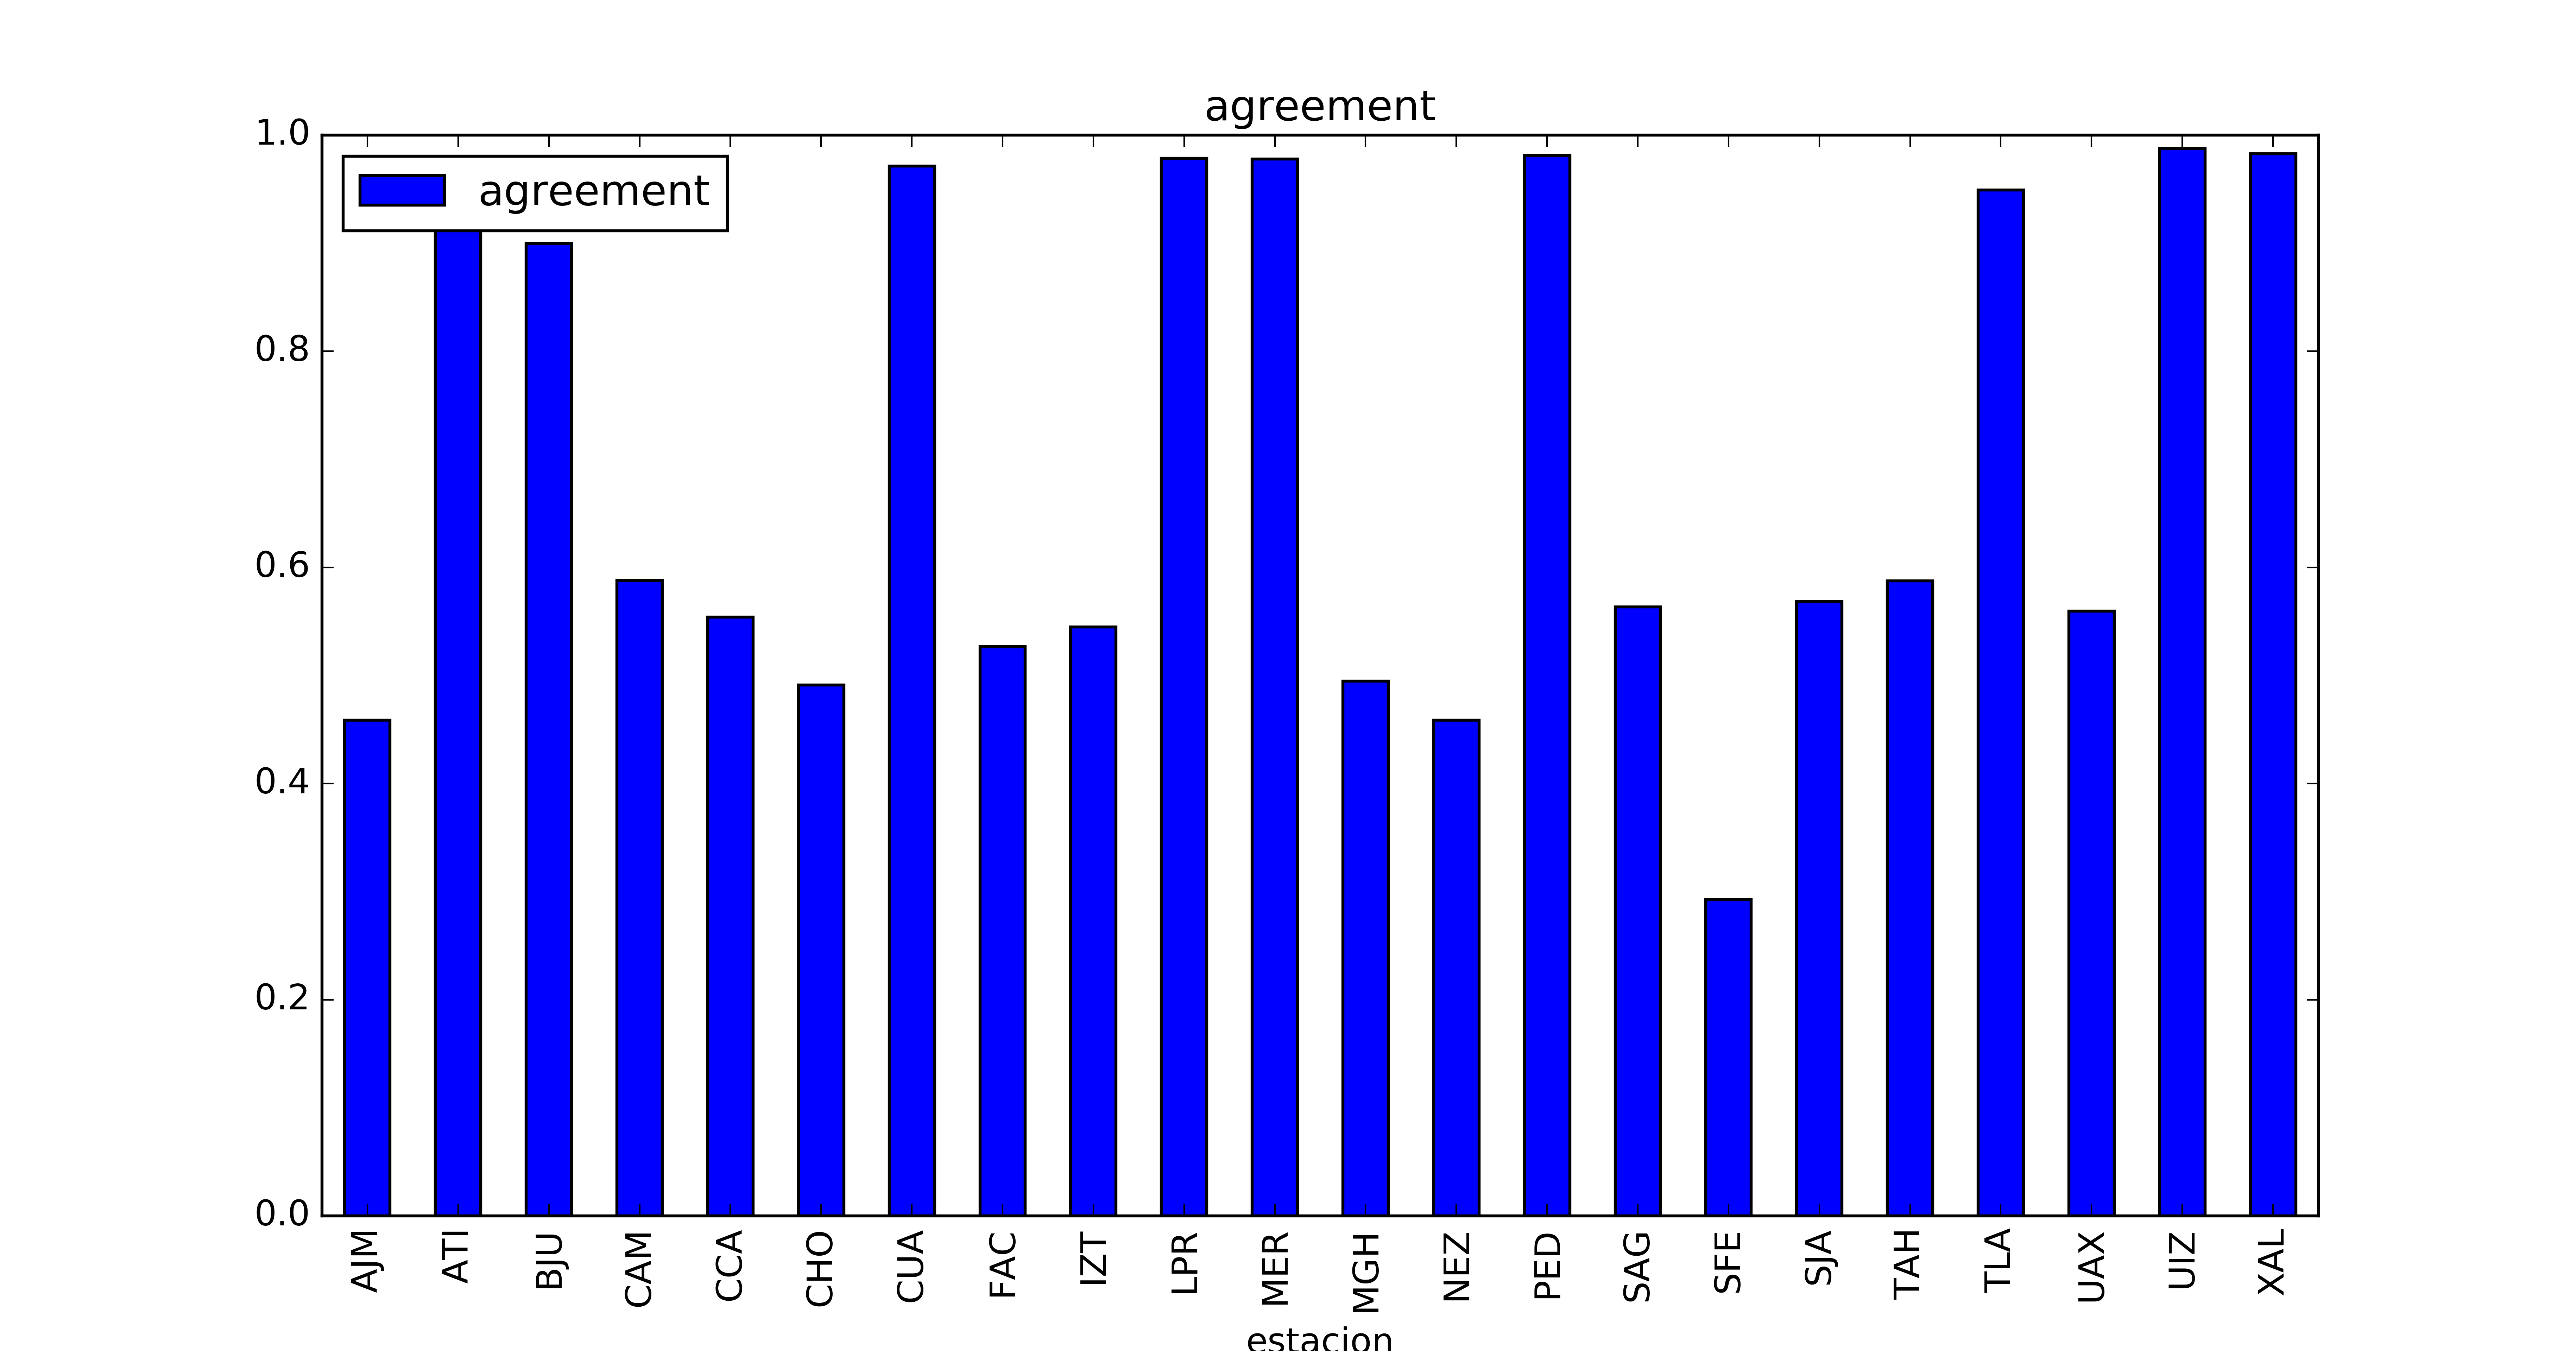 agreement
agreement
1.0
0.8
0.6
0.4
0.2
0.0
AJM ATI BJU CAM CCA CHO CUA FAC IZT LPR MER MGH NEZ PED SAG SFE SJA TAH TLA UAX UIZ XAL
estacion